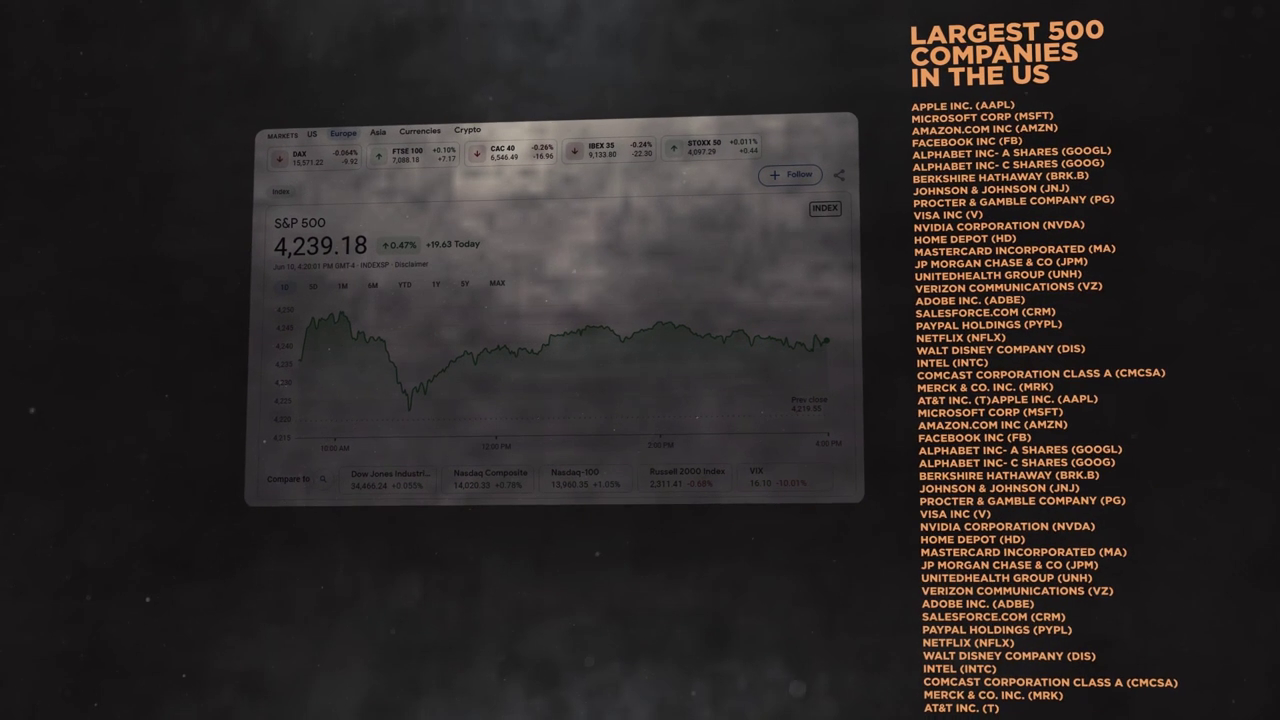 MARKETS US Europe Asia Currencies Crypto
DAX -0.064%
15,571.22 -9.92
FTSE 100 +0.10%
7,088.18 +7.17
CAC 40 -0.26%
6,546.49 -16.96
IBEX 35 -0.24%
9,133.80 -22.30
STOXX 50 +0.011%
4,097.29 +0.44
Follow
Index
INDEX
S&P 500
4,239.18 ↑0.47% +19.63 Today
Jun 10, 4:20:01 PM GMT-4 · INDEXSP · Disclaimer
1D 5D 1M 6M YTD 1Y 5Y MAX
4,250
4,245
4,240
4,235
4,230
4,225
4,220
4,215
Prev close
4,219.55
10:00 AM 12:00 PM 2:00 PM 4:00 PM
Compare to
Dow Jones Industri...
34,466.24 +0.055%
Nasdaq Composite
14,020.33 +0.78%
Nasdaq-100
13,960.35 +1.05%
Russell 2000 Index
2,311.41 -0.68%
VIX
16.10 -10.01%
LARGEST 500
COMPANIES
IN THE US
APPLE INC. (AAPL)
MICROSOFT CORP (MSFT)
AMAZON.COM INC (AMZN)
FACEBOOK INC (FB)
ALPHABET INC- A SHARES (GOOGL)
ALPHABET INC- C SHARES (GOOG)
BERKSHIRE HATHAWAY (BRK.B)
JOHNSON & JOHNSON (JNJ)
PROCTER & GAMBLE COMPANY (PG)
VISA INC (V)
NVIDIA CORPORATION (NVDA)
HOME DEPOT (HD)
MASTERCARD INCORPORATED (MA)
JP MORGAN CHASE & CO (JPM)
UNITEDHEALTH GROUP (UNH)
VERIZON COMMUNICATIONS (VZ)
ADOBE INC. (ADBE)
SALESFORCE.COM (CRM)
PAYPAL HOLDINGS (PYPL)
NETFLIX (NFLX)
WALT DISNEY COMPANY (DIS)
INTEL (INTC)
COMCAST CORPORATION CLASS A (CMCSA)
MERCK & CO. INC. (MRK)
AT&T INC. (T)APPLE INC. (AAPL)
MICROSOFT CORP (MSFT)
AMAZON.COM INC (AMZN)
FACEBOOK INC (FB)
ALPHABET INC- A SHARES (GOOGL)
ALPHABET INC- C SHARES (GOOG)
BERKSHIRE HATHAWAY (BRK.B)
JOHNSON & JOHNSON (JNJ)
PROCTER & GAMBLE COMPANY (PG)
VISA INC (V)
NVIDIA CORPORATION (NVDA)
HOME DEPOT (HD)
MASTERCARD INCORPORATED (MA)
JP MORGAN CHASE & CO (JPM)
UNITEDHEALTH GROUP (UNH)
VERIZON COMMUNICATIONS (VZ)
ADOBE INC. (ADBE)
SALESFORCE.COM (CRM)
PAYPAL HOLDINGS (PYPL)
NETFLIX (NFLX)
WALT DISNEY COMPANY (DIS)
INTEL (INTC)
COMCAST CORPORATION CLASS A (CMCSA)
MERCK & CO. INC. (MRK)
AT&T INC. (T)